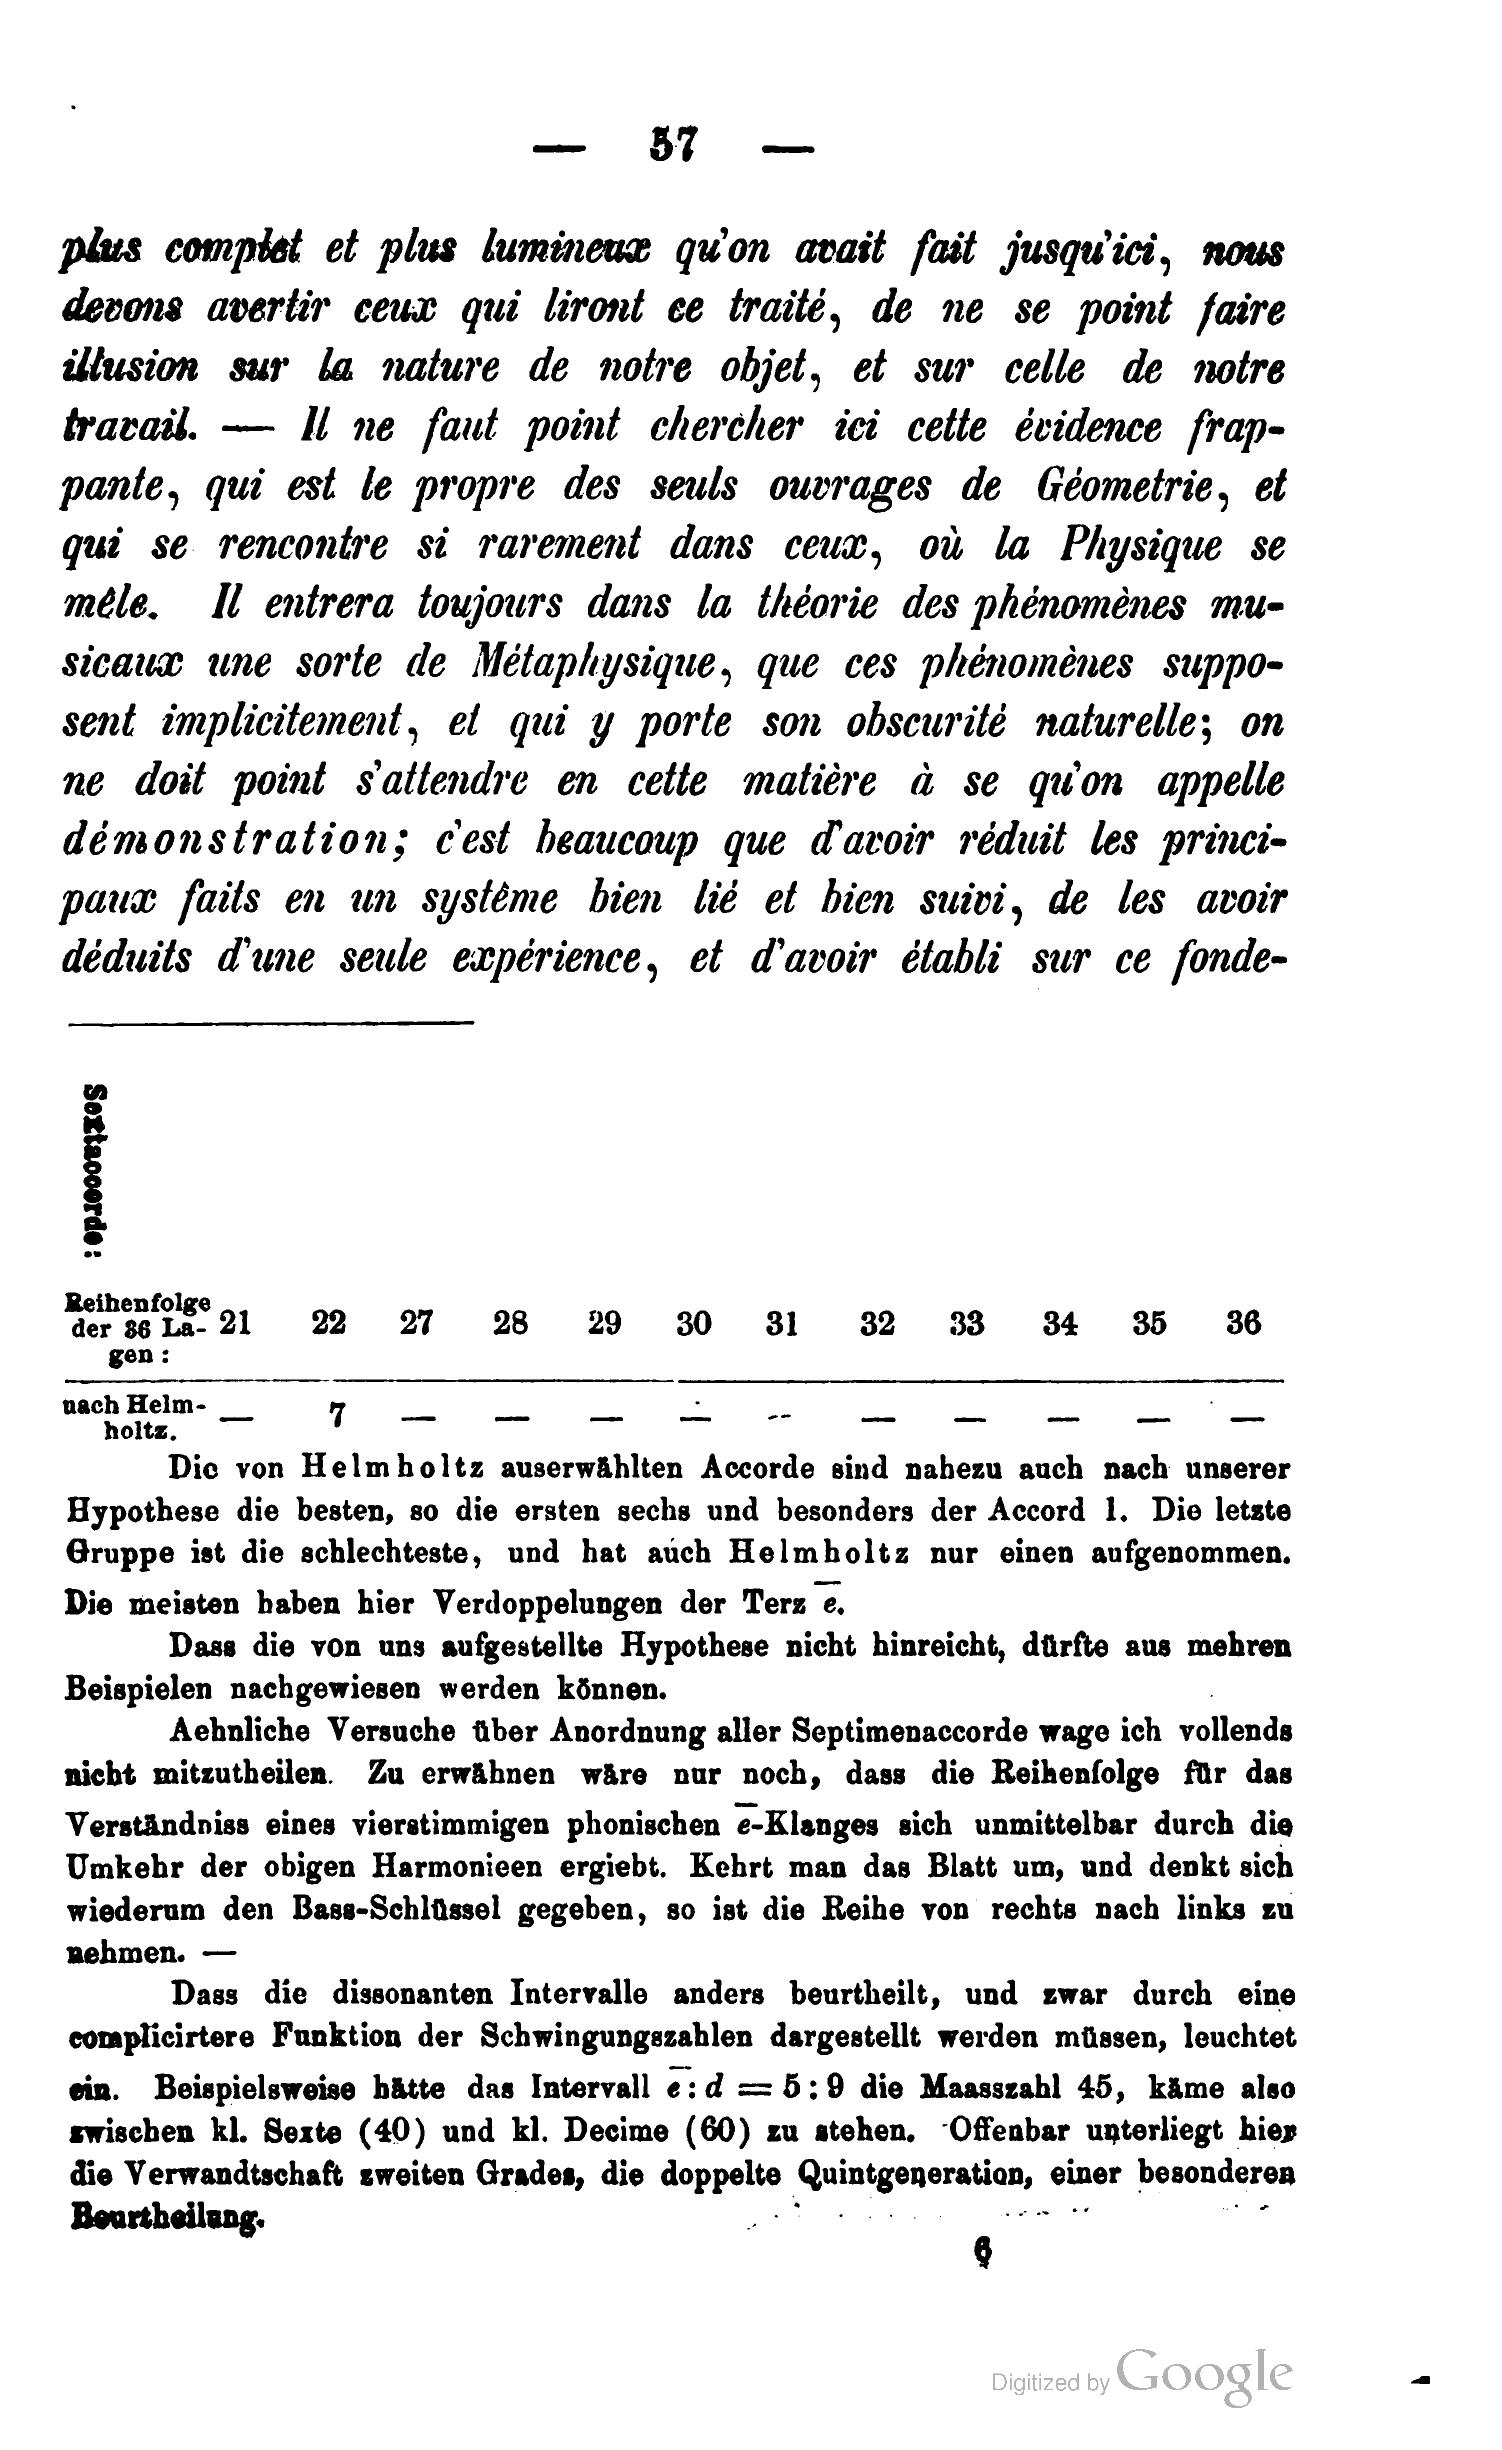 — 57 —
plus complet et plus lumineux qu'on avait fait jusqu'ici, nous
devons avertir ceux qui liront ce traité, de ne se point faire
illusion sur la nature de notre objet, et sur celle de notre
travail. — Il ne faut point chercher ici cette évidence frap-
pante, qui est le propre des seuls ouvrages de Géometrie, et
qui se rencontre si rarement dans ceux, où la Physique se
mêle. Il entrera toujours dans la théorie des phénomènes mu-
sicaux une sorte de Métaphysique, que ces phénomènes suppo-
sent implicitement, et qui y porte son obscurité naturelle; on
ne doit point s'attendre en cette matière à se qu'on appelle
démonstration; c'est beaucoup que d'avoir réduit les princi-
paux faits en un systéme bien lié et bien suivi, de les avoir
déduits d'une seule expérience, et d'avoir établi sur ce fonde-
Sextaccorde:
Reihenfolge
der 36 La- 21 22 27 28 29 30 31 32 33 34 35 36
gen:
nach Helm- — 7 — — — — — — — — — —
holtz.
Die von Helmholtz auserwählten Accorde sind nahezu auch nach unserer
Hypothese die besten, so die ersten sechs und besonders der Accord 1. Die letzte
Gruppe ist die schlechteste, und hat auch Helmholtz nur einen aufgenommen.
Die meisten haben hier Verdoppelungen der Terz e̅.
Dass die von uns aufgestellte Hypothese nicht hinreicht, dürfte aus mehren
Beispielen nachgewiesen werden können.
Aehnliche Versuche über Anordnung aller Septimenaccorde wage ich vollends
nicht mitzutheilen. Zu erwähnen wäre nur noch, dass die Reihenfolge für das
Verständniss eines vierstimmigen phonischen e̅-Klanges sich unmittelbar durch die
Umkehr der obigen Harmonieen ergiebt. Kehrt man das Blatt um, und denkt sich
wiederum den Bass-Schlüssel gegeben, so ist die Reihe von rechts nach links zu
nehmen. —
Dass die dissonanten Intervalle anders beurtheilt, und zwar durch eine
complicirtere Funktion der Schwingungszahlen dargestellt werden müssen, leuchtet
ein. Beispielsweise hätte das Intervall e̅ : d = 5 : 9 die Maasszahl 45, käme also
zwischen kl. Sexte (40) und kl. Decime (60) zu stehen. Offenbar unterliegt hier
die Verwandtschaft zweiten Grades, die doppelte Quintgeneration, einer besonderen
Beurtheilung.
6
Digitized by Google